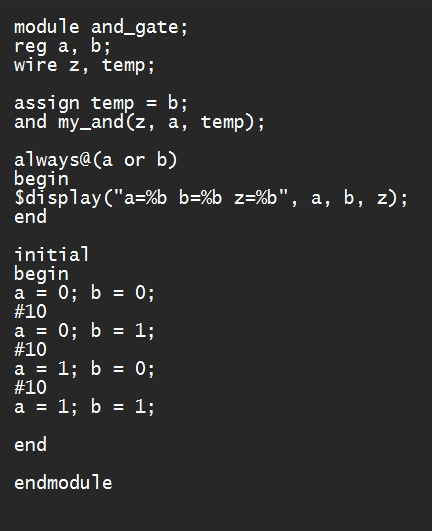 module and_gate;
reg a, b;
wire z, temp;
assign temp = b;
and my_and(z, a, temp);
always@(a or b)
begin
$display("a=%b b=%b z=%b", a, b, z);
end
initial
begin
a = 0; b = 0;
#10
a = 0; b = 1;
#10
a = 1; b = 0;
#10
a = 1; b = 1;
end
endmodule